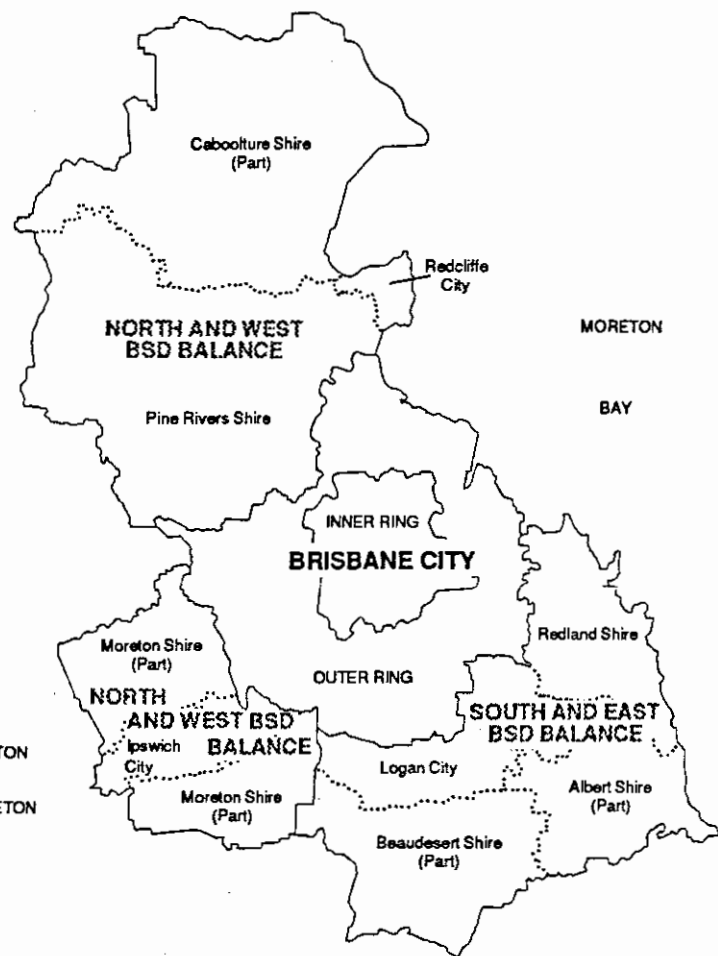 Caboolture Shire
(Part)
Redcliffe
City
NORTH AND WEST
BSD BALANCE
MORETON
BAY
Pine Rivers Shire
INNER RING
BRISBANE CITY
Moreton Shire
(Part)
Redland Shire
OUTER RING
NORTH
AND WEST BSD
BALANCE
SOUTH AND EAST
BSD BALANCE
Ipswich
City
Logan City
Albert Shire
(Part)
Moreton Shire
(Part)
Beaudesert Shire
(Part)
TON
ETON